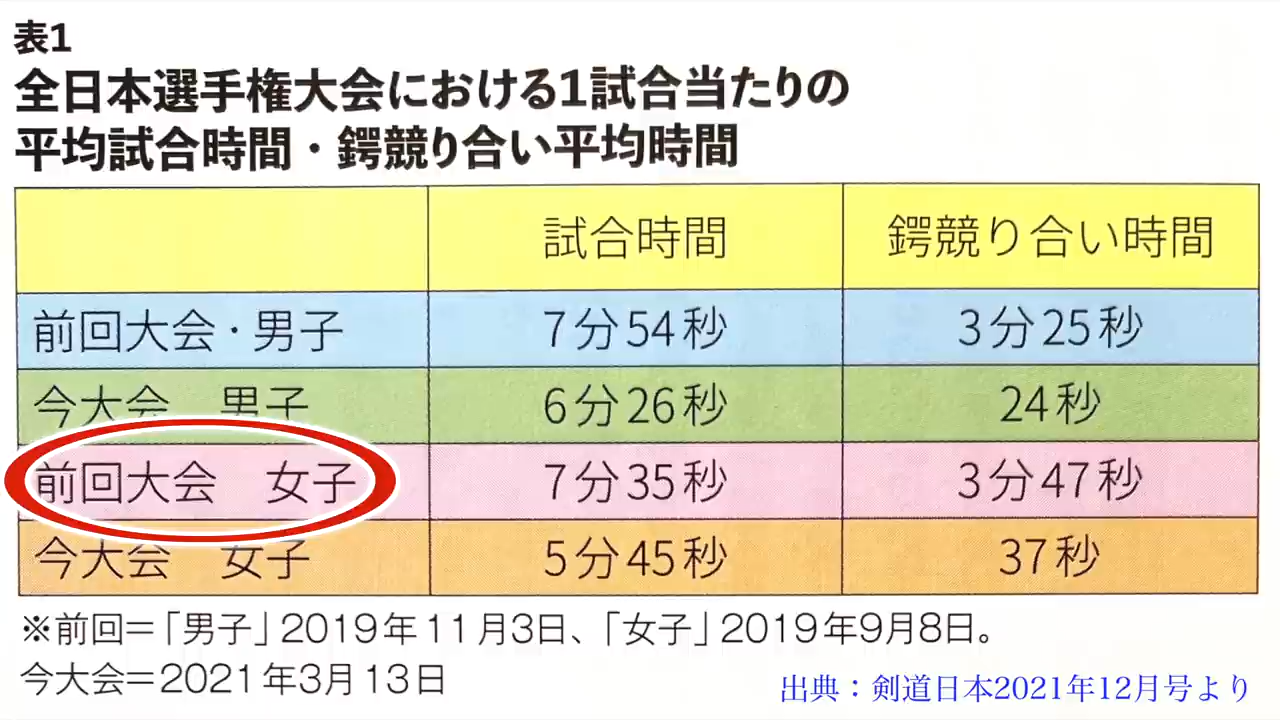 表1
全日本選手権大会における1試合当たりの
平均試合時間・鍔競り合い平均時間
試合時間 鍔競り合い時間
前回大会・男子 7分54秒 3分25秒
今大会 男子 6分26秒 24秒
前回大会 女子 7分35秒 3分47秒
今大会 女子 5分45秒 37秒
※前回=「男子」2019年11月3日、「女子」2019年9月8日。
今大会=2021年3月13日
出典:剣道日本2021年12月号より